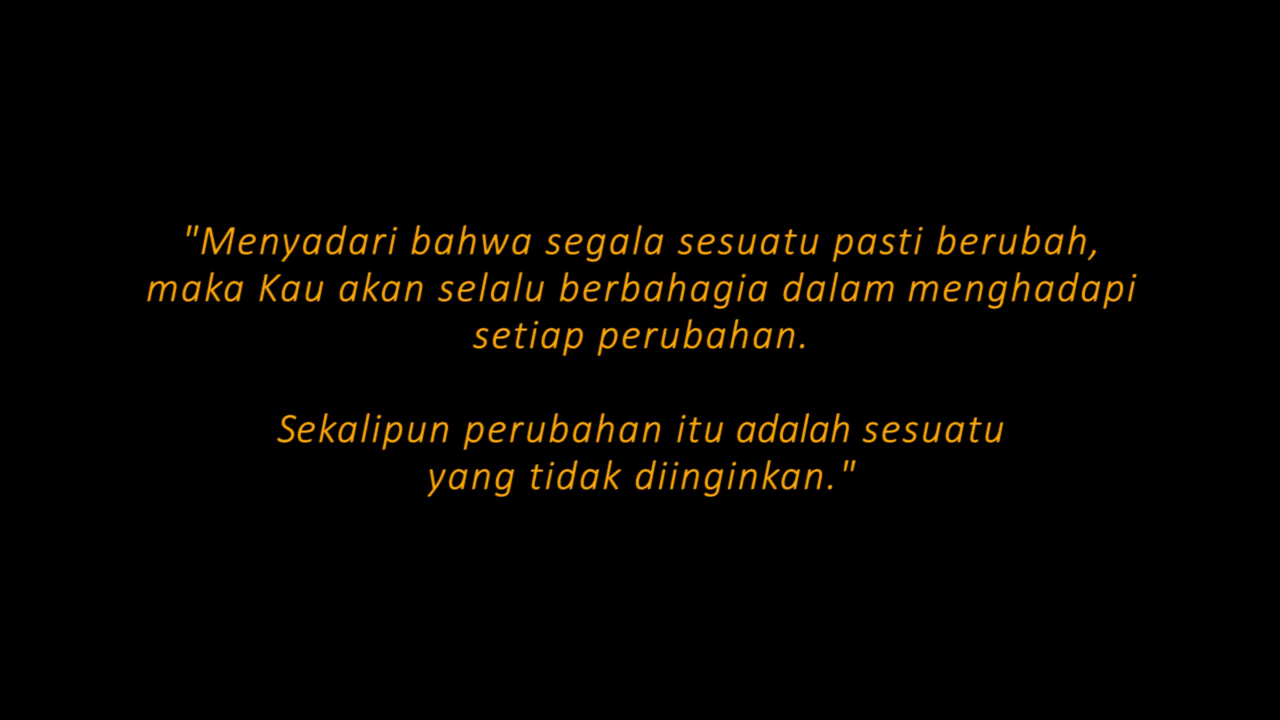 "Menyadari bahwa segala sesuatu pasti berubah,
maka Kau akan selalu berbahagia dalam menghadapi
setiap perubahan.
Sekalipun perubahan itu adalah sesuatu
yang tidak diinginkan."